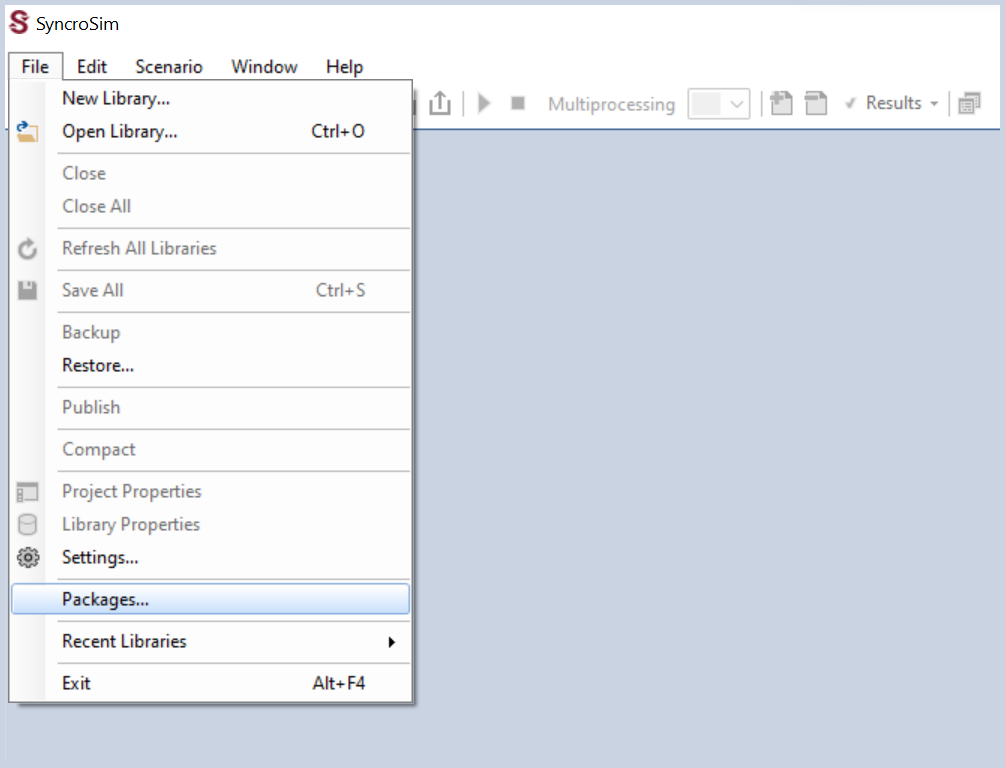 SyncroSim
File Edit Scenario Window Help
Multiprocessing Results
New Library...
Open Library... Ctrl+O
Close
Close All
Refresh All Libraries
Save All Ctrl+S
Backup
Restore...
Publish
Compact
Project Properties
Library Properties
Settings...
Packages...
Recent Libraries
Exit Alt+F4